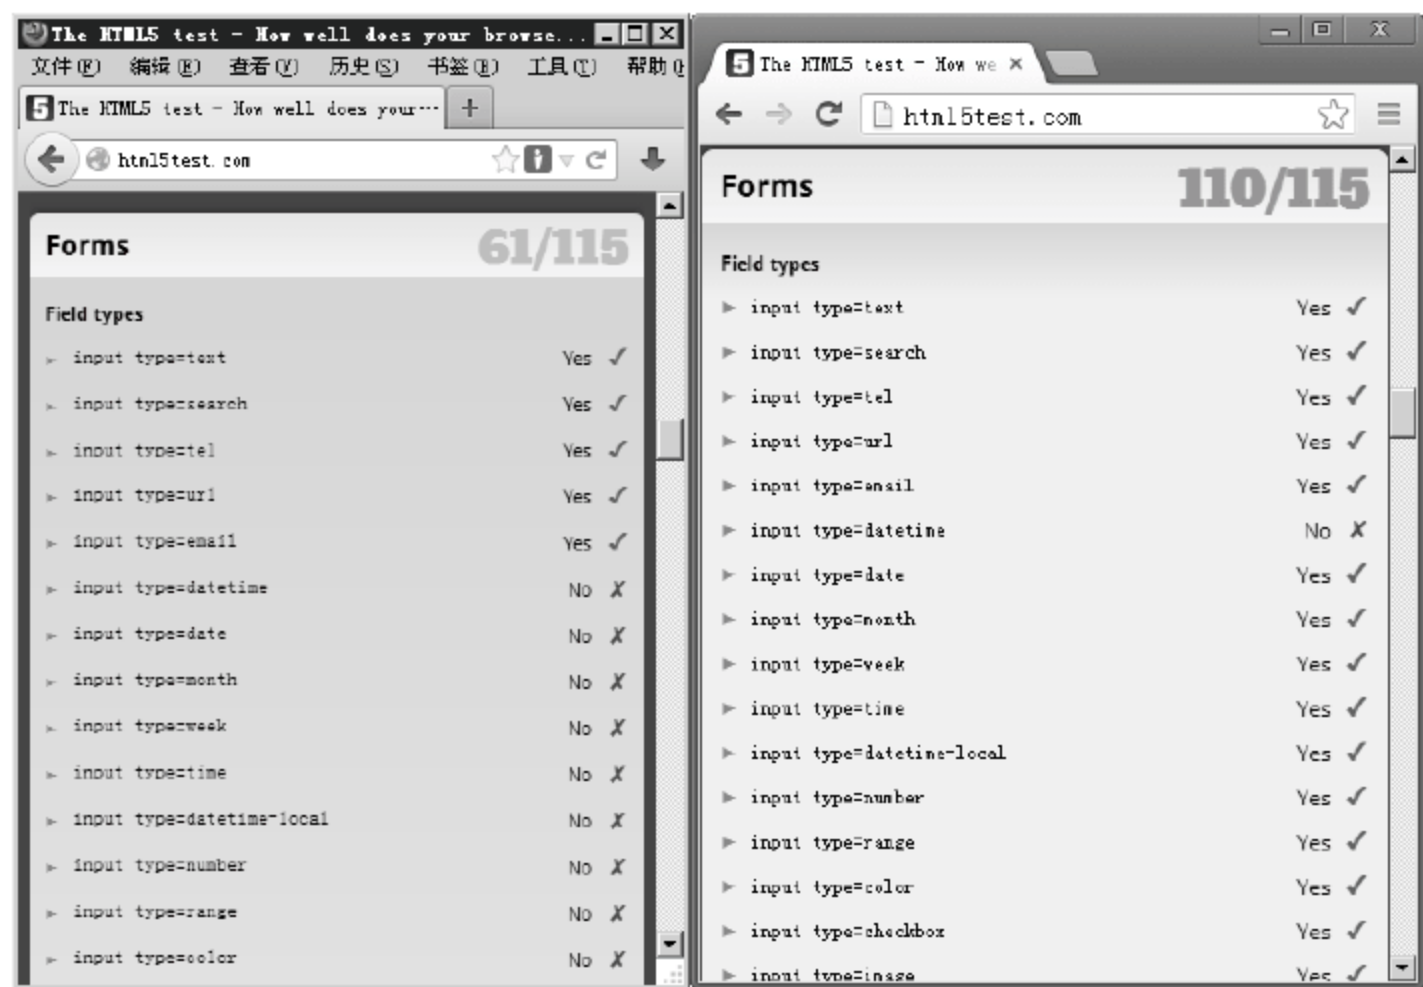 The HTML5 test - How well does your browse...
文件(F) 编辑(E) 查看(V) 历史(S) 书签(B) 工具(T) 帮助(H
The HTML5 test - How well does your…
html5test.com
Forms 61/115
Field types
input type=text Yes ✓
input type=search Yes ✓
input type=tel Yes ✓
input type=url Yes ✓
input type=email Yes ✓
input type=datetime No ✗
input type=date No ✗
input type=month No ✗
input type=week No ✗
input type=time No ✗
input type=datetime-local No ✗
input type=number No ✗
input type=range No ✗
input type=color No ✗
The HTML5 test - How we
html5test.com
Forms 110/115
Field types
input type=text Yes ✓
input type=search Yes ✓
input type=tel Yes ✓
input type=url Yes ✓
input type=email Yes ✓
input type=datetime No ✗
input type=date Yes ✓
input type=month Yes ✓
input type=week Yes ✓
input type=time Yes ✓
input type=datetime-local Yes ✓
input type=number Yes ✓
input type=range Yes ✓
input type=color Yes ✓
input type=checkbox Yes ✓
input type=image Yes ✓